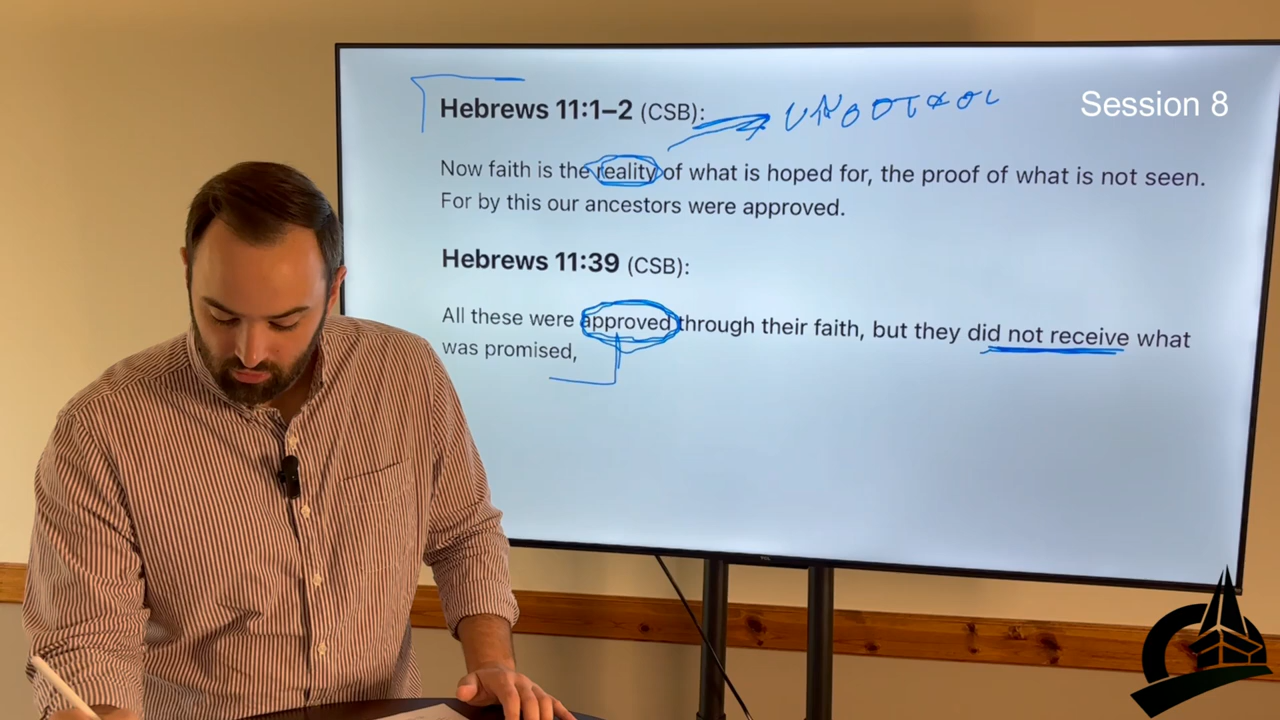 Hebrews 11:1–2 (CSB):
Session 8
Now faith is the reality of what is hoped for, the proof of what is not seen.
For by this our ancestors were approved.
Hebrews 11:39 (CSB):
All these were approved through their faith, but they did not receive what
was promised,
TCL